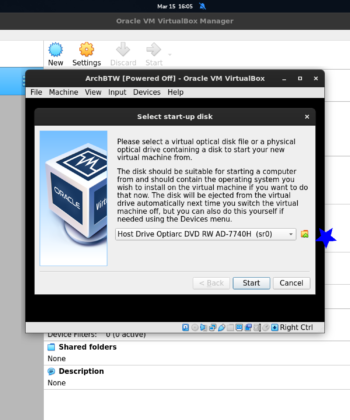 Mar 15 16:05
Oracle VM VirtualBox Manager
New Settings Discard Start
ArchBTW [Powered Off] - Oracle VM VirtualBox
File Machine View Input Devices Help
Select start-up disk
Please select a virtual optical disk file or a physical
optical drive containing a disk to start your new
virtual machine from.
The disk should be suitable for starting a computer
from and should contain the operating system you
wish to install on the virtual machine if you want to do
that now. The disk will be ejected from the virtual
drive automatically next time you switch the virtual
machine off, but you can also do this yourself if
needed using the Devices menu.
ORACLE
Host Drive Optiarc DVD RW AD-7740H (sr0)
< Back Start Cancel
Right Ctrl
Device Filters: 0 (0 active)
Shared folders
None
Description
None